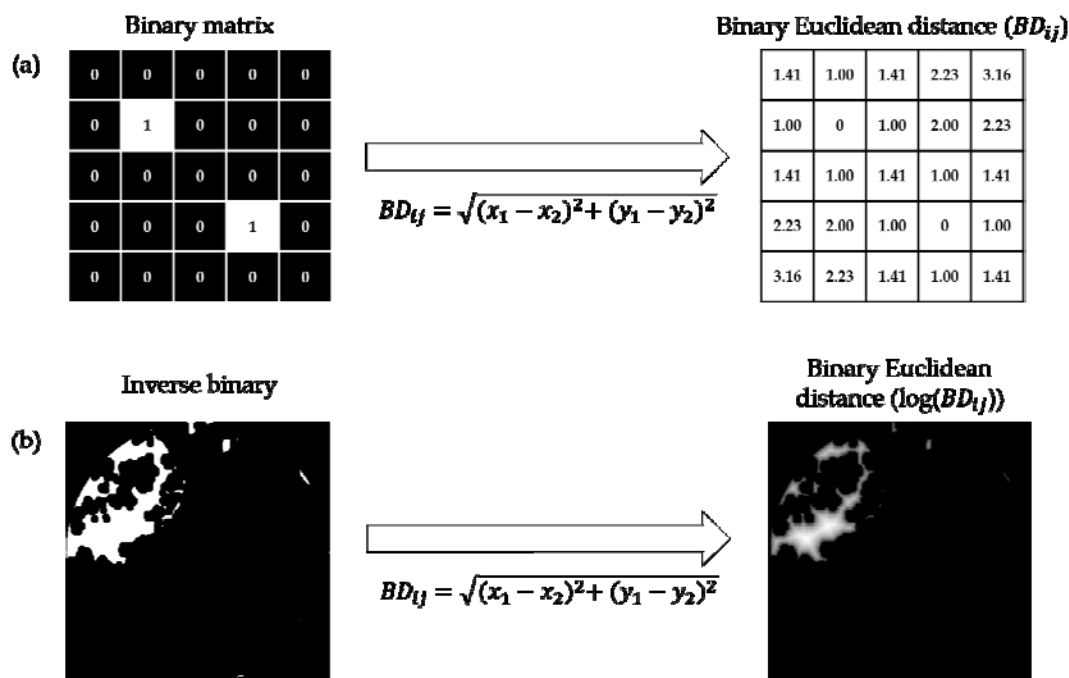 Binary matrix
Binary Euclidean distance (BDᵢⱼ)
(a)
0 0 0 0 0
0 1 0 0 0
0 0 0 0 0
0 0 0 1 0
0 0 0 0 0
BDᵢⱼ = √(x₁ − x₂)² + (y₁ − y₂)²
1.41 1.00 1.41 2.23 3.16
1.00 0 1.00 2.00 2.23
1.41 1.00 1.41 1.00 1.41
2.23 2.00 1.00 0 1.00
3.16 2.23 1.41 1.00 1.41
Inverse binary
Binary Euclidean
distance (log(BDᵢⱼ))
(b)
BDᵢⱼ = √(x₁ − x₂)² + (y₁ − y₂)²